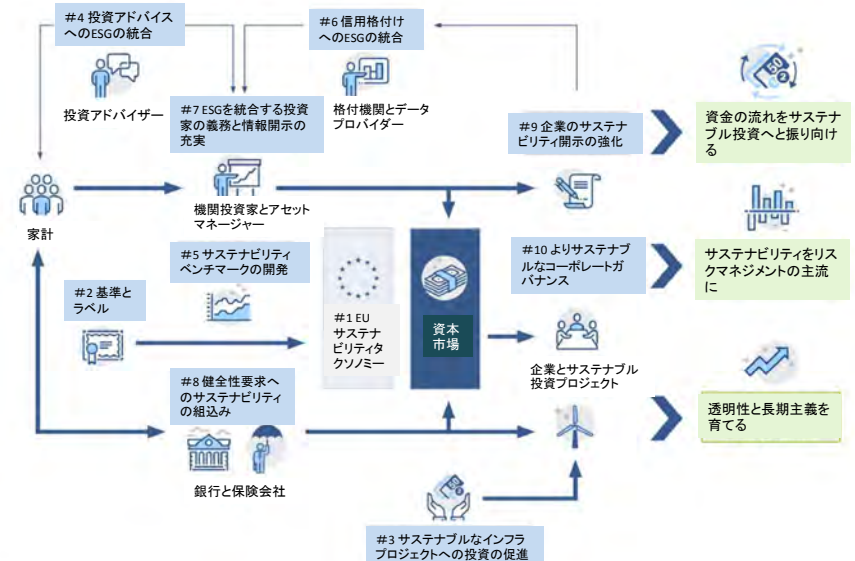 ＃4 投資アドバイス
へのESGの統合
＃6 信用格付け
へのESGの統合
投資アドバイザー
＃7 ESGを統合する投資
家の義務と情報開示の
充実
格付機関とデータ
プロバイダー
＃9 企業のサステナ
ビリティ開示の強化
資金の流れをサステナ
ブル投資へと振り向け
る
家計
機関投資家とアセット
マネージャー
＃5 サステナビリティ
ベンチマークの開発
＃10 よりサステナブ
ルなコーポレートガ
バナンス
サステナビリティをリス
クマネジメントの主流
に
＃2 基準と
ラベル
＃1 EU
サステナ
ビリティタ
クソノミー
資本
市場
企業とサステナブル
投資プロジェクト
＃8 健全性要求へ
のサステナビリティ
の組込み
透明性と長期主義を
育てる
銀行と保険会社
＃3 サステナブルなインフラ
プロジェクトへの投資の促進